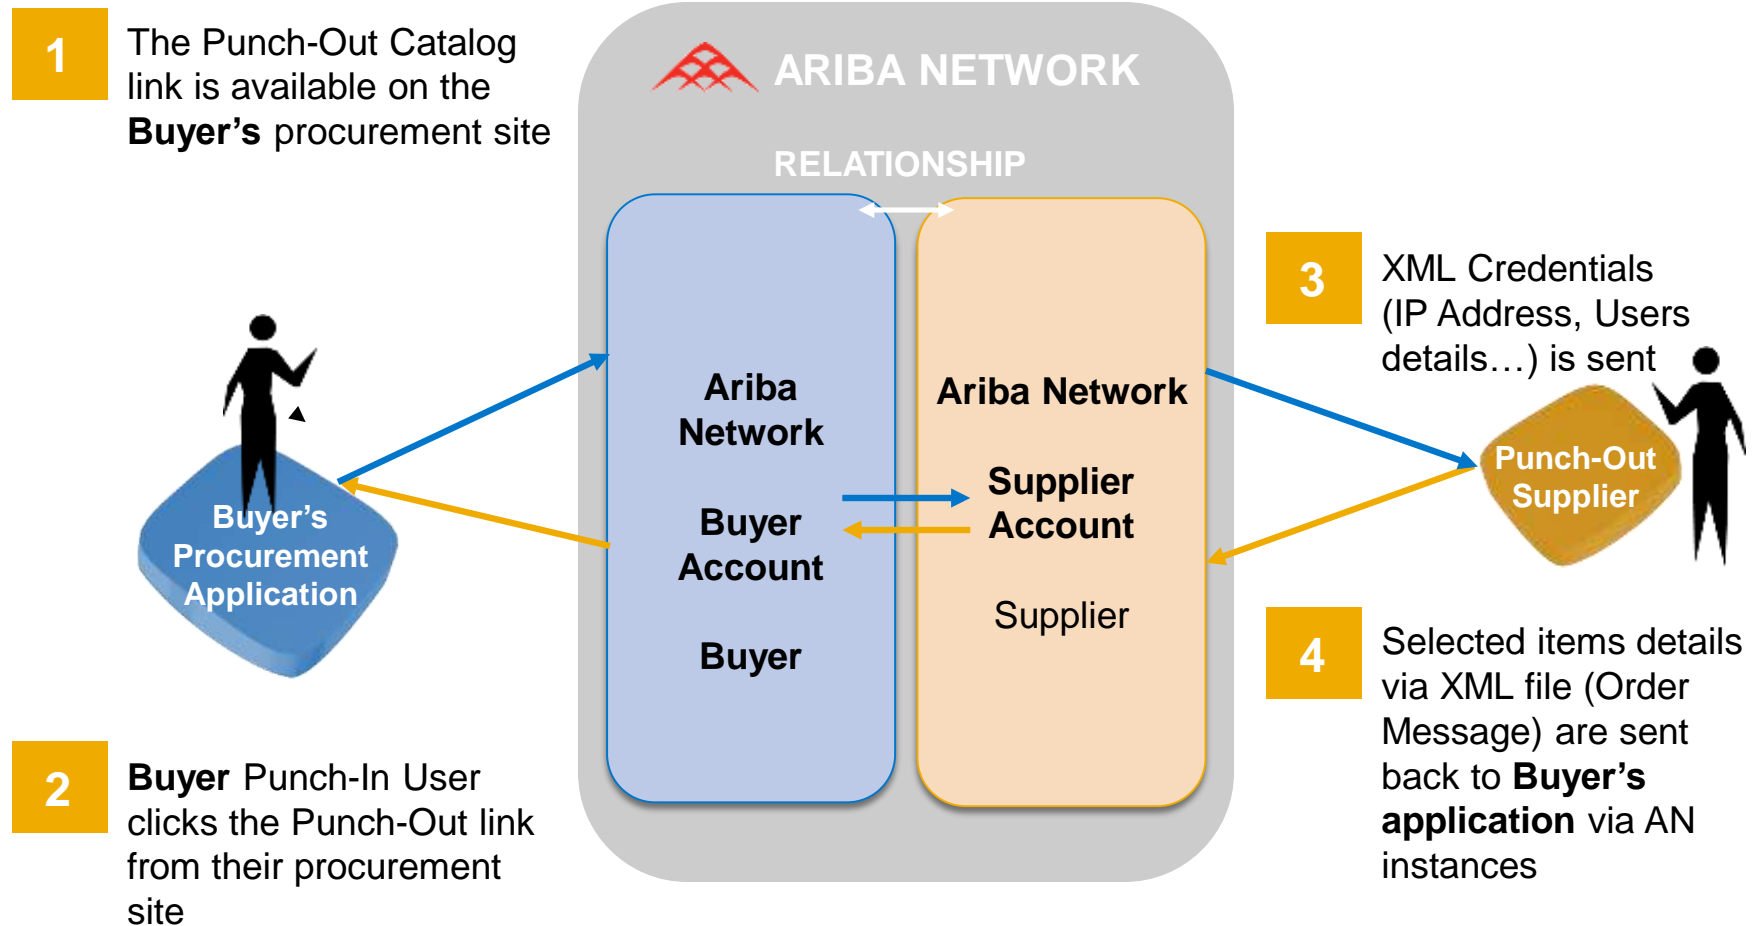 1
The Punch-Out Catalog
link is available on the
Buyer’s procurement site
ARIBA NETWORK
RELATIONSHIP
Buyer’s
Procurement
Application
Ariba
Network
Buyer
Account
Buyer
Ariba Network
Supplier
Account
Supplier
Punch-Out
Supplier
2
Buyer Punch-In User
clicks the Punch-Out link
from their procurement
site
3
XML Credentials
(IP Address, Users
details…) is sent
4
Selected items details
via XML file (Order
Message) are sent
back to Buyer’s
application via AN
instances